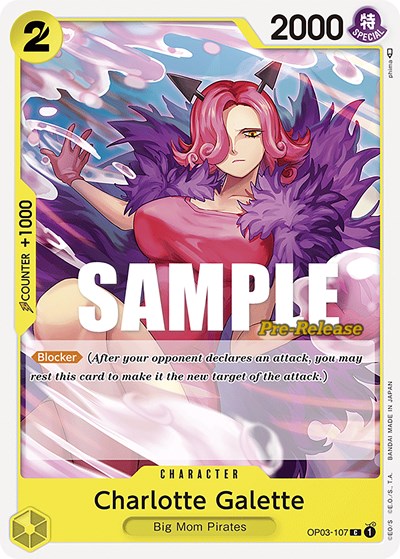 2
2000
特
SPECIAL
phima
COUNTER +1000
SAMPLE
Pre-Release
Blocker (After your opponent declares an attack, you may
rest this card to make it the new target of the attack.)
CHARACTER
Charlotte Galette
Big Mom Pirates
OP03-107 C 1
©E.O/S ©E.O./S., T.A. BANDAI MADE IN JAPAN